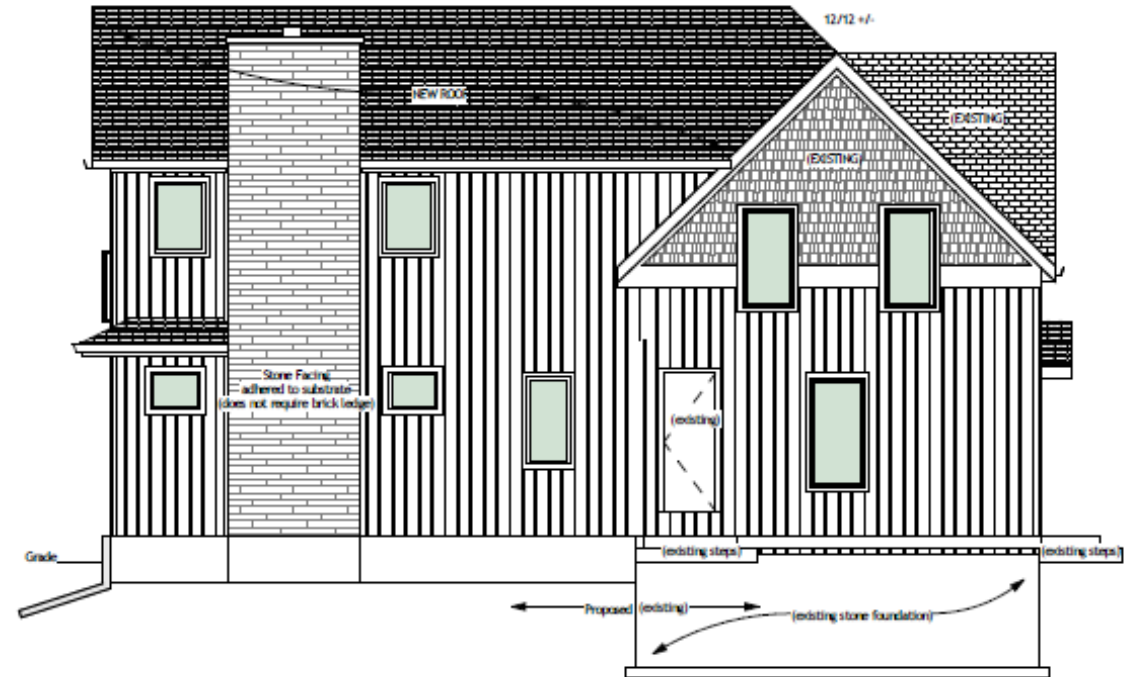 12/12 +/-
NEW ROOF
(EXISTING)
(EXISTING)
Stone Facing
adhered to substrate
(does not require brick ledge)
(existing)
Grade
(existing steps)
(existing steps)
Proposed (existing)
(existing stone foundation)